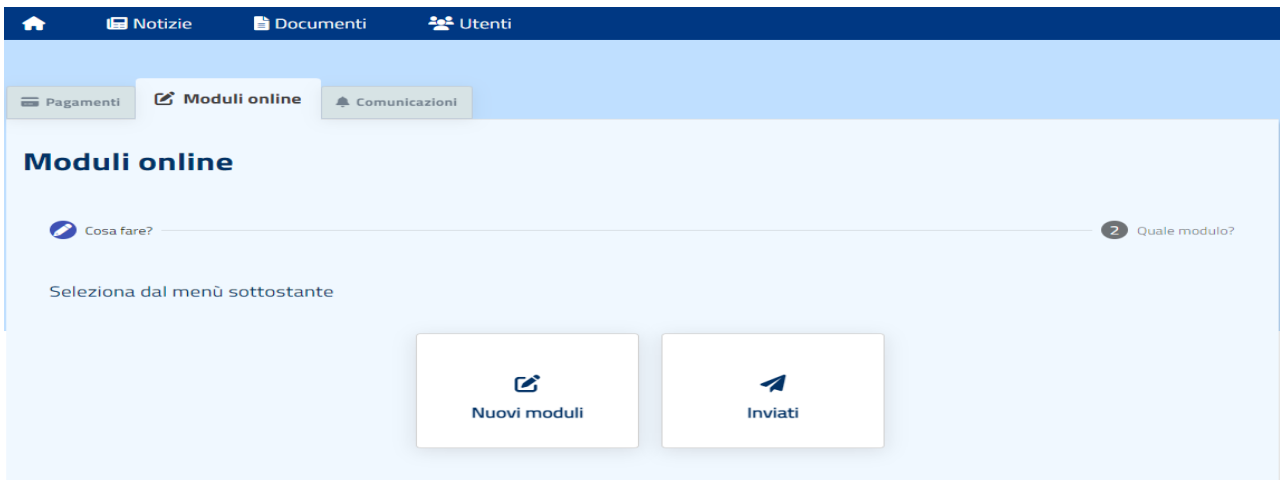 Notizie Documenti Utenti
Pagamenti Moduli online Comunicazioni
Moduli online
Cosa fare? 2 Quale modulo?
Seleziona dal menù sottostante
Nuovi moduli Inviati